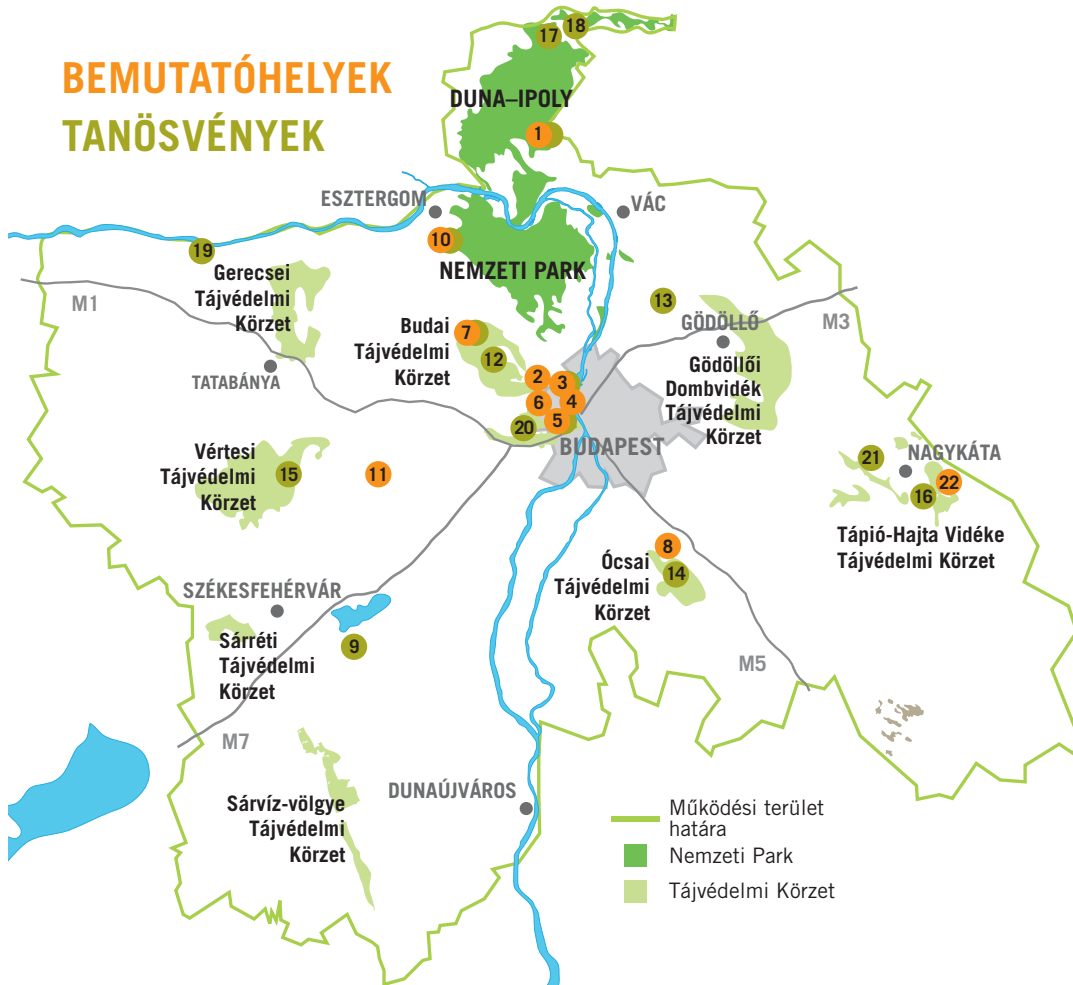 BEMUTATÓHELYEK
TANÖSVÉNYEK
17
18
DUNA–IPOLY
1
ESZTERGOM
VÁC
10
NEMZETI PARK
19
Gerecsei
Tájvédelmi
Körzet
M1
13
GÖDÖLLŐ
M3
7
Budai
Tájvédelmi
Körzet
12
TATABÁNYA
2
3
6
4
5
20
BUDAPEST
Gödöllői
Dombvidék
Tájvédelmi
Körzet
Vértesi
Tájvédelmi
Körzet
15
11
21
NAGYKÁTA
22
16
Tápió-Hajta Vidéke
Tájvédelmi Körzet
8
Ócsai
Tájvédelmi
Körzet
14
SZÉKESFEHÉRVÁR
Sárréti
Tájvédelmi
Körzet
9
M5
M7
Sárvíz-völgye
Tájvédelmi
Körzet
DUNAÚJVÁROS
Működési terület
határa
Nemzeti Park
Tájvédelmi Körzet